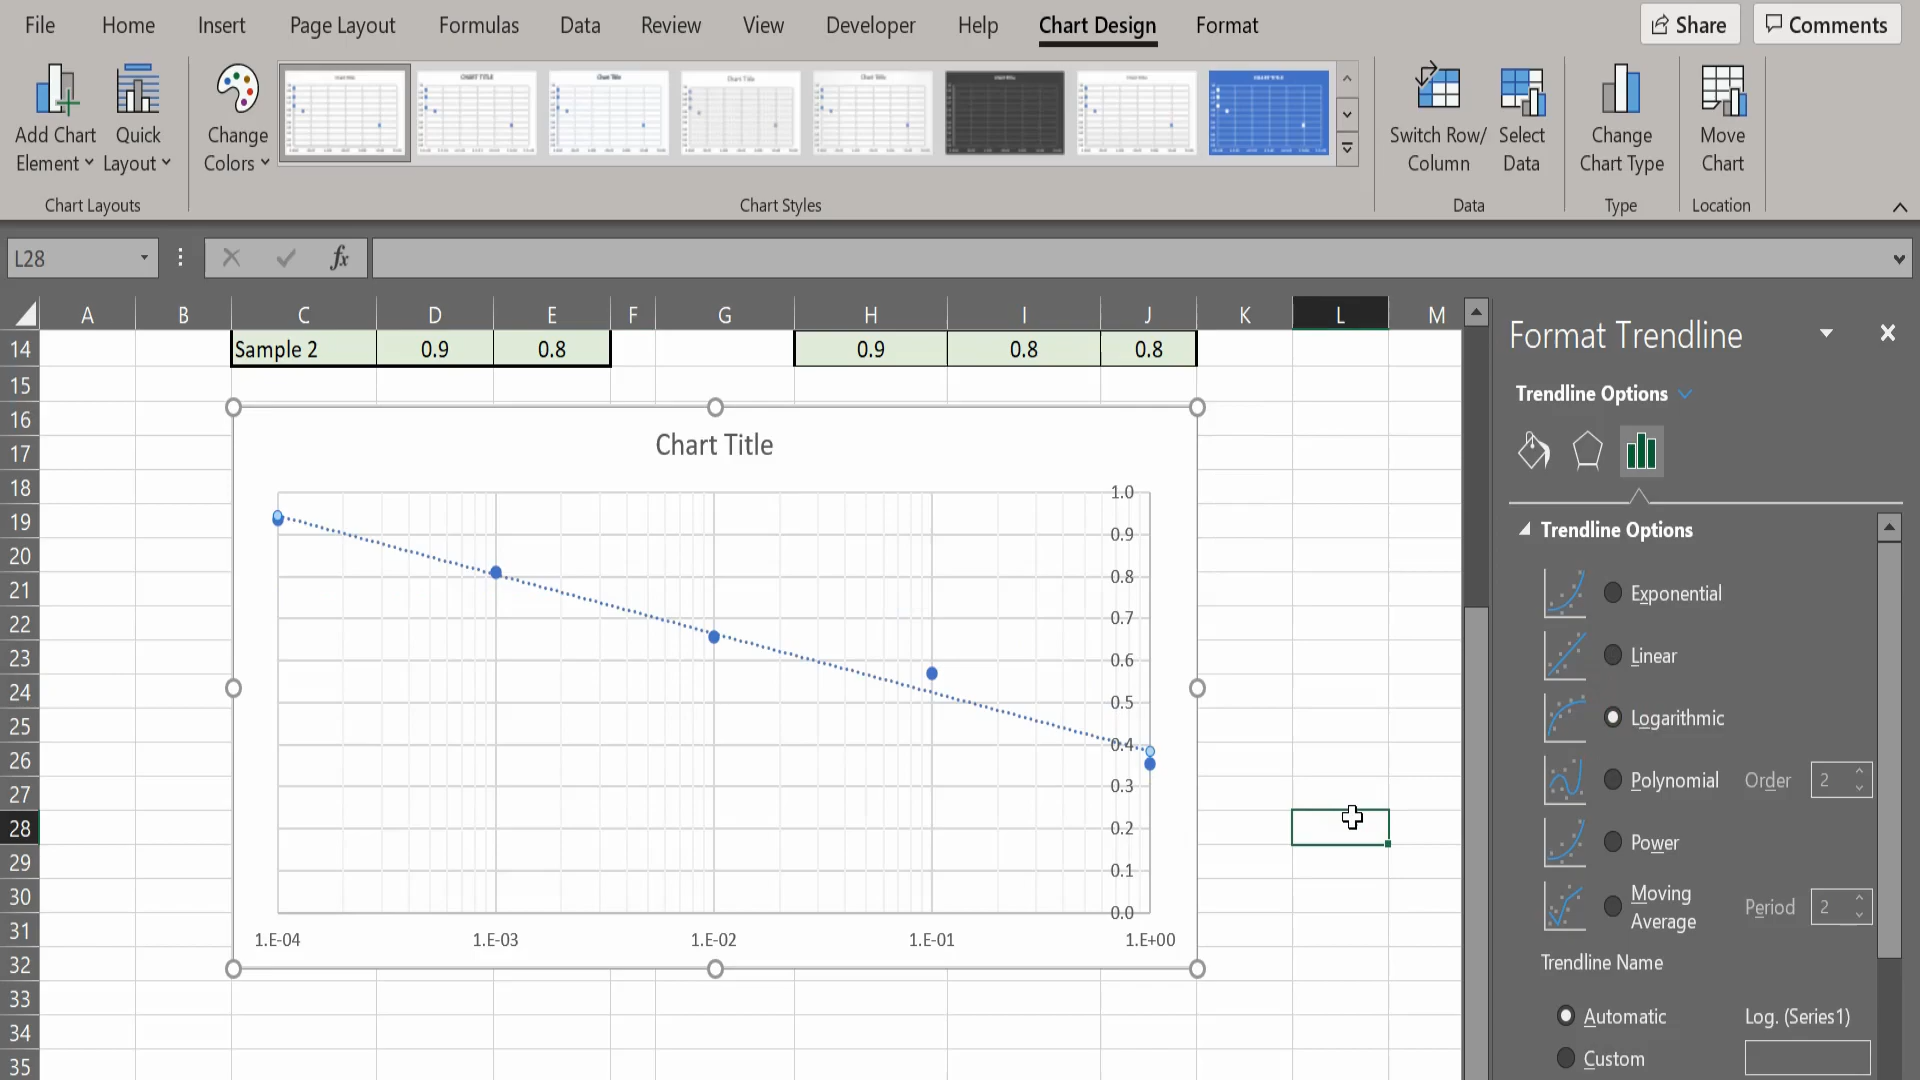 File Home Insert Page Layout Formulas Data Review View Developer Help Chart Design Format Share Comments
Add Chart Element Quick Layout Change Colors Switch Row/ Column Select Data Change Chart Type Move Chart
Chart Layouts Chart Styles Data Type Location
L28 fx
A B C D E F G H I J K L M
14 Sample 2 0.9 0.8 0.9 0.8 0.8
15
16
17
18
19
20
21
22
23
24
25
26
27
28
29
30
31
32
33
34
35
Chart Title
1.0
0.9
0.8
0.7
0.6
0.5
0.4
0.3
0.2
0.1
0.0
1.E-04 1.E-03 1.E-02 1.E-01 1.E+00
Format Trendline
Trendline Options
Trendline Options
Exponential
Linear
Logarithmic
Polynomial Order 2
Power
Moving Average Period 2
Trendline Name
Automatic Log. (Series1)
Custom